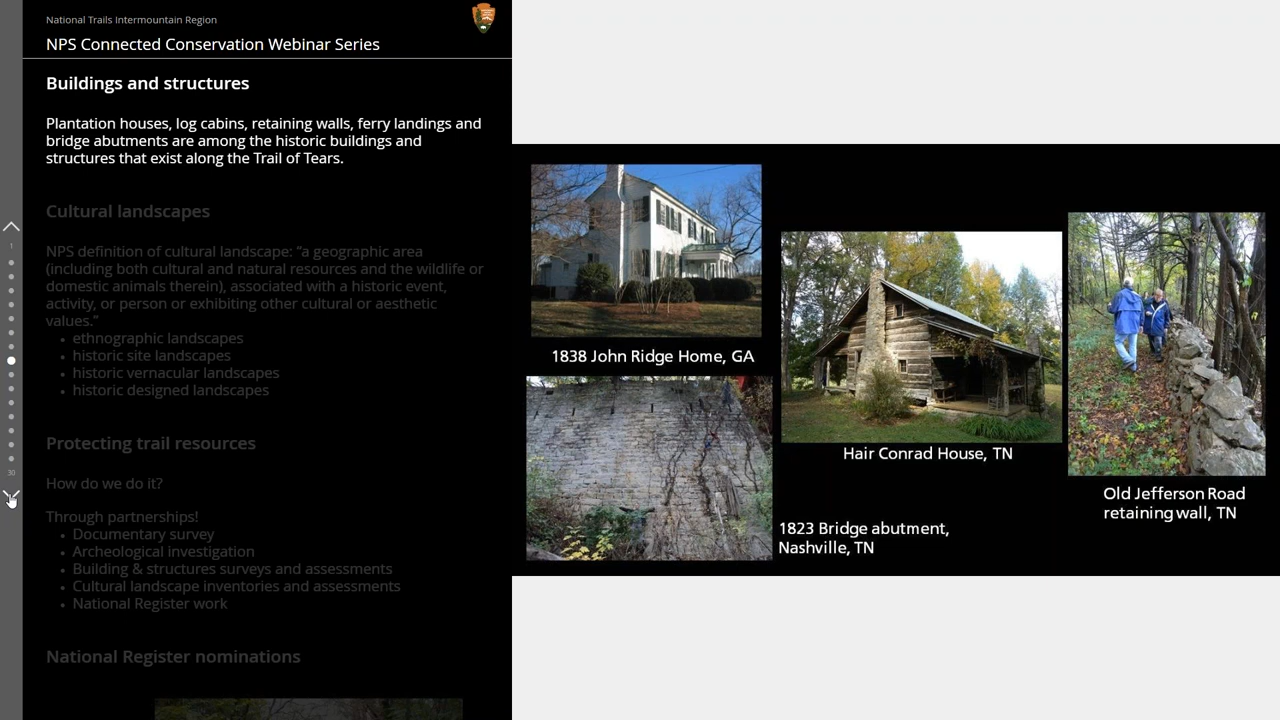 National Trails Intermountain Region
NPS Connected Conservation Webinar Series
Buildings and structures
Plantation houses, log cabins, retaining walls, ferry landings and
bridge abutments are among the historic buildings and
structures that exist along the Trail of Tears.
Cultural landscapes
NPS definition of cultural landscape: “a geographic area
(including both cultural and natural resources and the wildlife or
domestic animals therein), associated with a historic event,
activity, or person or exhibiting other cultural or aesthetic
values.”
• ethnographic landscapes
• historic site landscapes
• historic vernacular landscapes
• historic designed landscapes
Protecting trail resources
How do we do it?
Through partnerships!
• Documentary survey
• Archeological investigation
• Building & structures surveys and assessments
• Cultural landscape inventories and assessments
• National Register work
National Register nominations
1
30
1838 John Ridge Home, GA
Hair Conrad House, TN
Old Jefferson Road
retaining wall, TN
1823 Bridge abutment,
Nashville, TN